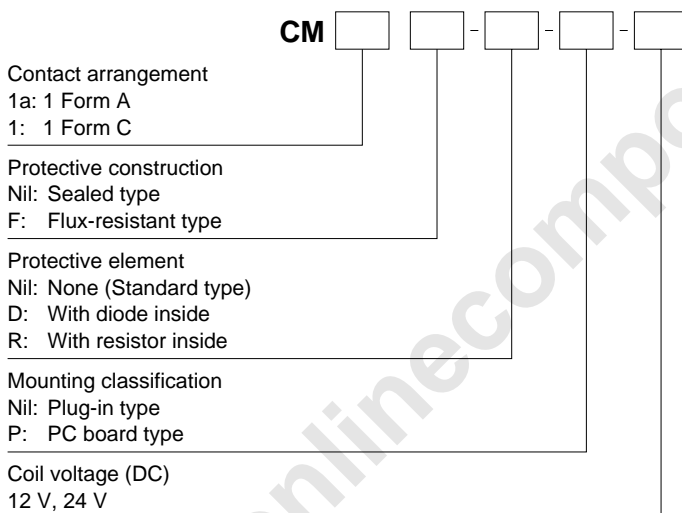 CM - - -
Contact arrangement
1a: 1 Form A
1: 1 Form C
Protective construction
Nil: Sealed type
F: Flux-resistant type
Protective element
Nil: None (Standard type)
D: With diode inside
R: With resistor inside
Mounting classification
Nil: Plug-in type
P: PC board type
Coil voltage (DC)
12 V, 24 V
onlinecompo